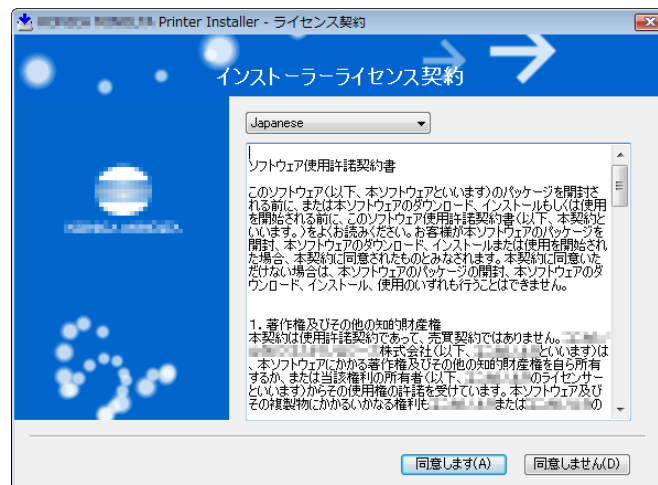 Printer Installer - ライセンス契約
インストーラーライセンス契約
Japanese
ソフトウェア使用許諾契約書
このソフトウェア(以下、本ソフトウェアといいます)のパッケージを開封さ
れる前に、または本ソフトウェアのダウンロード、インストールもしくは使用
を開始される前に、このソフトウェア使用許諾契約書(以下、本契約と
いいます。)をよくお読みください。お客様が本ソフトウェアのパッケージを
開封、本ソフトウェアのダウンロード、インストールまたは使用を開始され
た場合、本契約に同意されたものとみなされます。本契約に同意いた
だけない場合は、本ソフトウェアのパッケージの開封、本ソフトウェアのダ
ウンロード、インストール、使用のいずれも行うことはできません。
1. 著作権及びその他の知的財産権
本契約は使用許諾契約であって、売買契約ではありません。
株式会社(以下、といいます)は
、本ソフトウェアにかかる著作権及びその他の知的財産権を自ら所有
するか、または当該権利の所有者(以下、のライセンサー
といいます)からその使用権の許諾を受けています。本ソフトウェア及び
その複製物にかかるいかなる権利もまたはの
同意します(A)
同意しません(D)